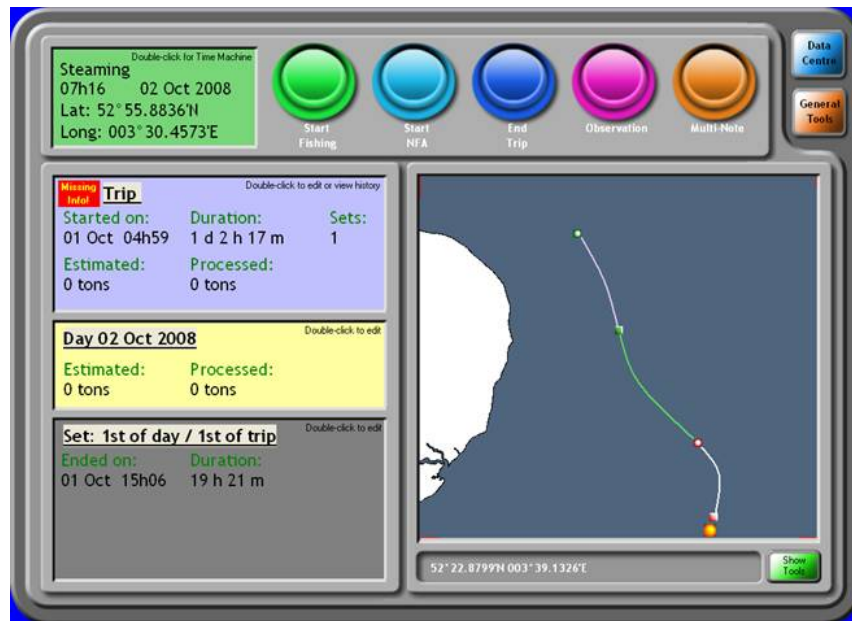 Double-click for Time Machine
Steaming
07h16 02 Oct 2008
Lat: 52°55.8836'N
Long: 003°30.4573'E
Start
Fishing
Start
NFA
End
Trip
Observation
Multi-Note
Data
Centre
General
Tools
Missing
Info!
Trip
Double-click to edit or view history
Started on: Duration: Sets:
01 Oct 04h59 1 d 2 h 17 m 1
Estimated: Processed:
0 tons 0 tons
Day 02 Oct 2008
Double-click to edit
Estimated: Processed:
0 tons 0 tons
Set: 1st of day / 1st of trip
Double-click to edit
Ended on: Duration:
01 Oct 15h06 19 h 21 m
52°22.8799'N 003°39.1326'E
Show
Tools